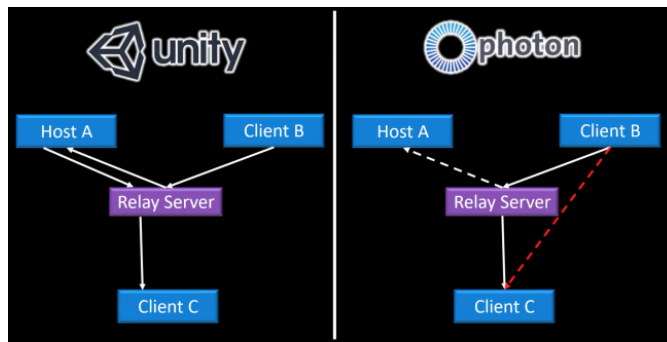 unity
Host A
Client B
Relay Server
Client C
photon
Host A
Client B
Relay Server
Client C